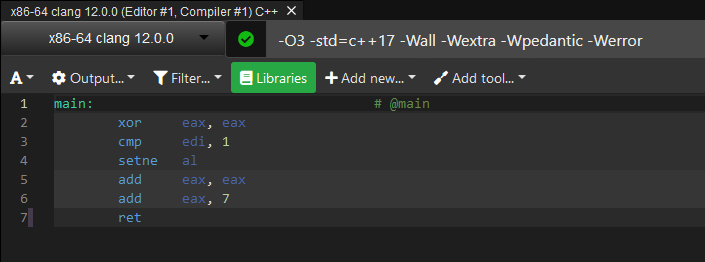 x86-64 clang 12.0.0 (Editor #1, Compiler #1) C++ ×
x86-64 clang 12.0.0 -O3 -std=c++17 -Wall -Wextra -Wpedantic -Werror
A Output... Filter... Libraries + Add new... Add tool...
1 main: # @main
2 xor eax, eax
3 cmp edi, 1
4 setne al
5 add eax, eax
6 add eax, 7
7 ret